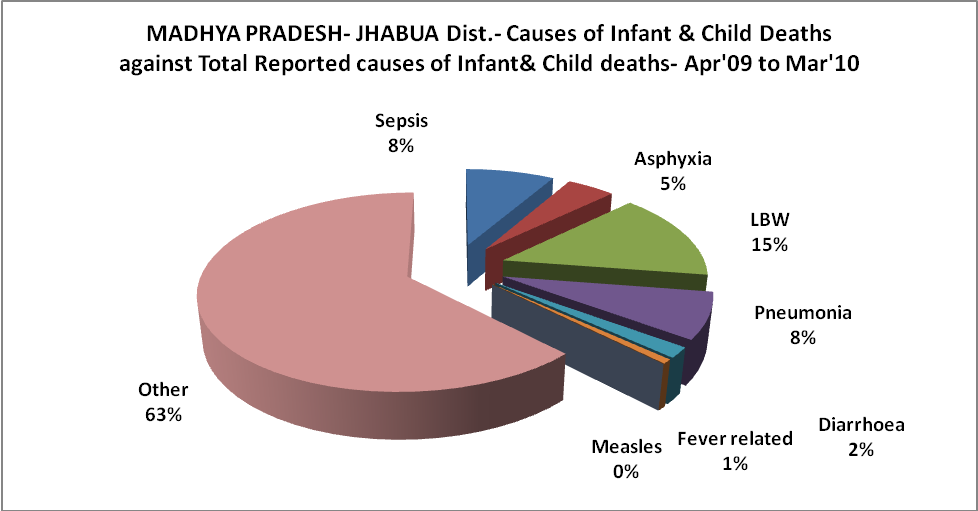 MADHYA PRADESH- JHABUA Dist.- Causes of Infant & Child Deaths
against Total Reported causes of Infant& Child deaths- Apr'09 to Mar'10
Sepsis
8%
Asphyxia
5%
LBW
15%
Pneumonia
8%
Diarrhoea
2%
Fever related
1%
Measles
0%
Other
63%